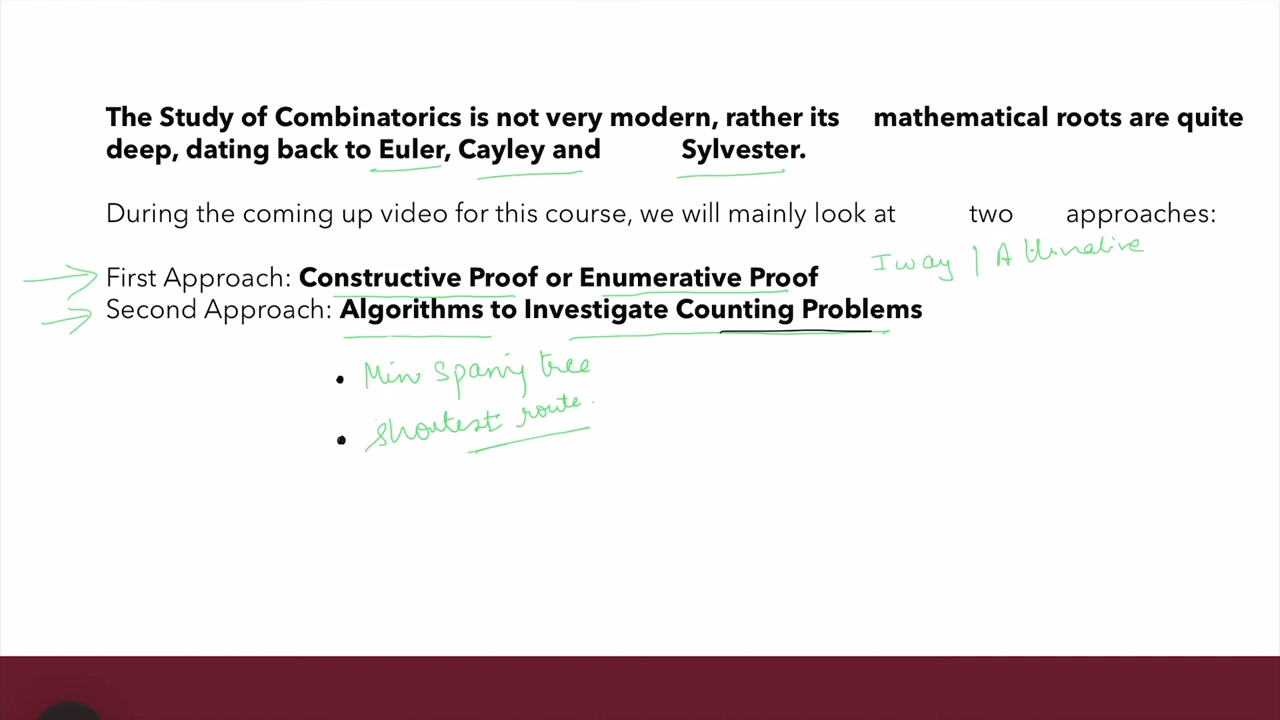 The Study of Combinatorics is not very modern, rather its mathematical roots are quite
deep, dating back to Euler, Cayley and Sylvester.
During the coming up video for this course, we will mainly look at two approaches:
I way | Alternative
First Approach: Constructive Proof or Enumerative Proof
Second Approach: Algorithms to Investigate Counting Problems
• Min spaniy tree
• shortest route.